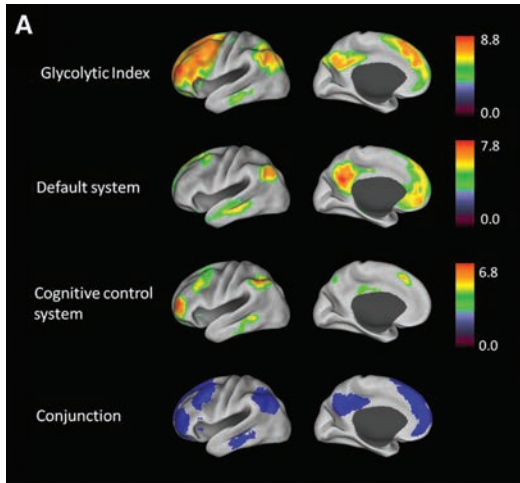 A
Glycolytic Index
8.8
0.0
Default system
7.8
0.0
Cognitive control
system
6.8
0.0
Conjunction